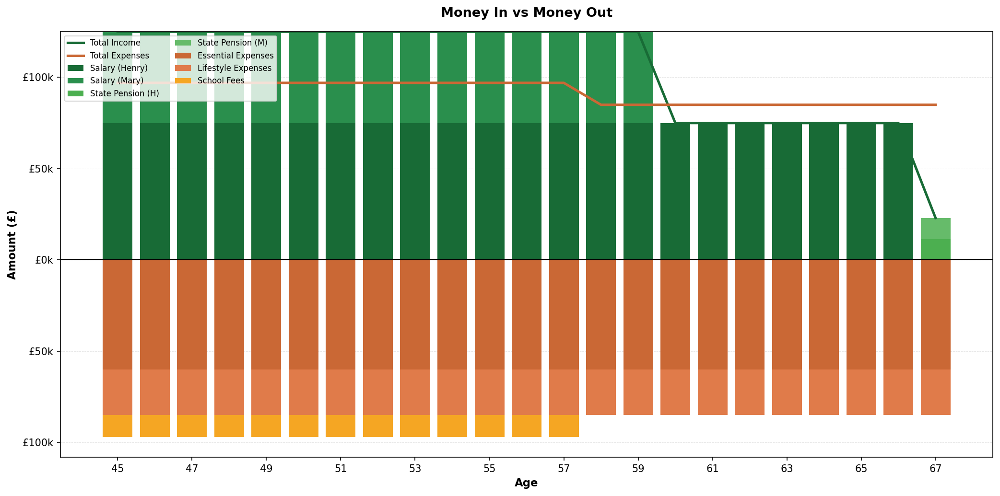 Money In vs Money Out
Total Income
Total Expenses
Salary (Henry)
Salary (Mary)
State Pension (H)
State Pension (M)
Essential Expenses
Lifestyle Expenses
School Fees
Amount (£)
£100k
£50k
£0k
£50k
£100k
45 47 49 51 53 55 57 59 61 63 65 67
Age